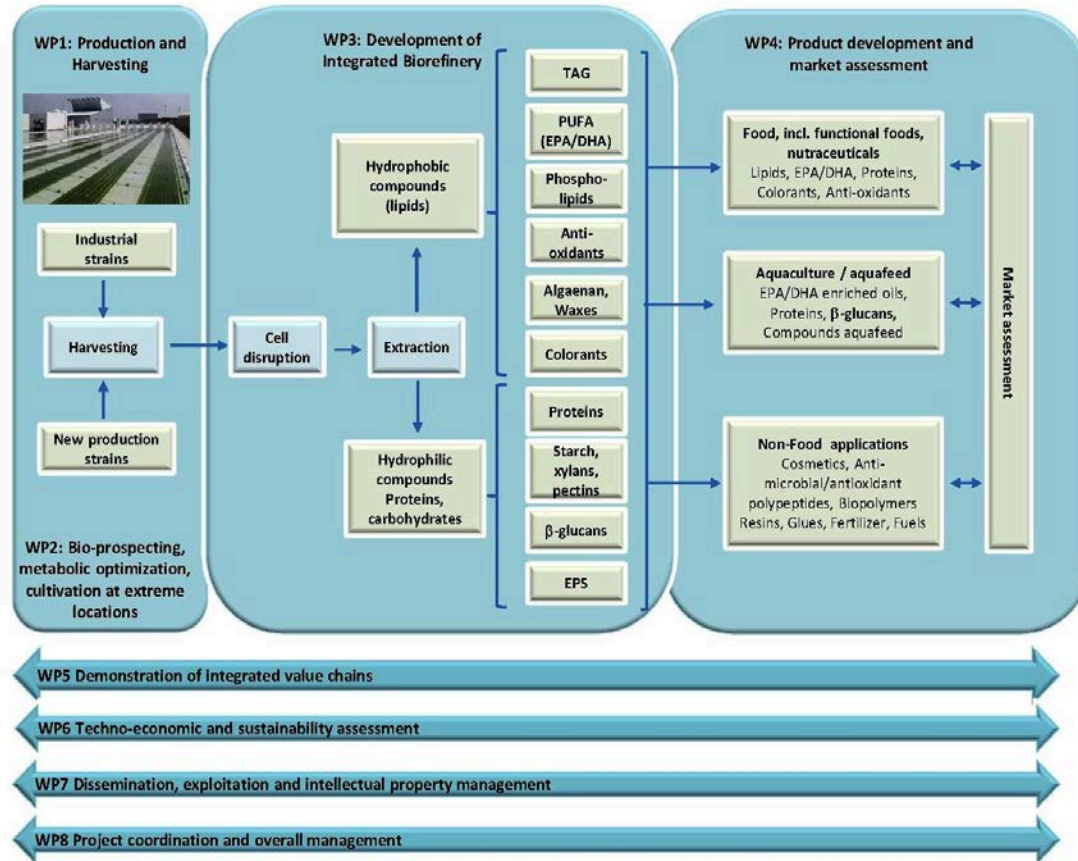 WP1: Production and
Harvesting
Industrial
strains
Harvesting
New production
strains
WP2: Bio-prospecting,
metabolic optimization,
cultivation at extreme
locations
WP3: Development of
Integrated Biorefinery
Cell
disruption
Extraction
Hydrophobic
compounds
(lipids)
Hydrophilic
compounds
Proteins,
carbohydrates
TAG
PUFA
(EPA/DHA)
Phospho-
lipids
Anti-
oxidants
Algaenan,
Waxes
Colorants
Proteins
Starch,
xylans,
pectins
β-glucans
EPS
WP4: Product development and
market assessment
Food, incl. functional foods,
nutraceuticals
Lipids, EPA/DHA, Proteins,
Colorants, Anti-oxidants
Aquaculture / aquafeed
EPA/DHA enriched oils,
Proteins, β-glucans,
Compounds aquafeed
Non-Food applications
Cosmetics, Anti-
microbial/antioxidant
polypeptides, Biopolymers
Resins, Glues, Fertilizer, Fuels
Market assessment
WP5 Demonstration of integrated value chains
WP6 Techno-economic and sustainability assessment
WP7 Dissemination, exploitation and intellectual property management
WP8 Project coordination and overall management